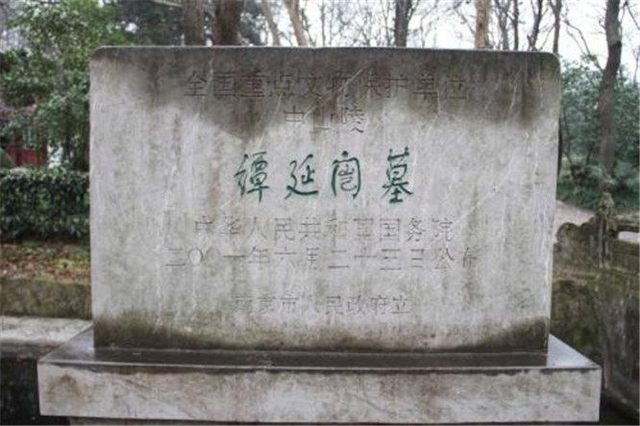 全国重点文物保护单位
中山陵
譚延闓墓
中华人民共和国国务院
二〇〇一年六月二十五日公布
南京市人民政府立